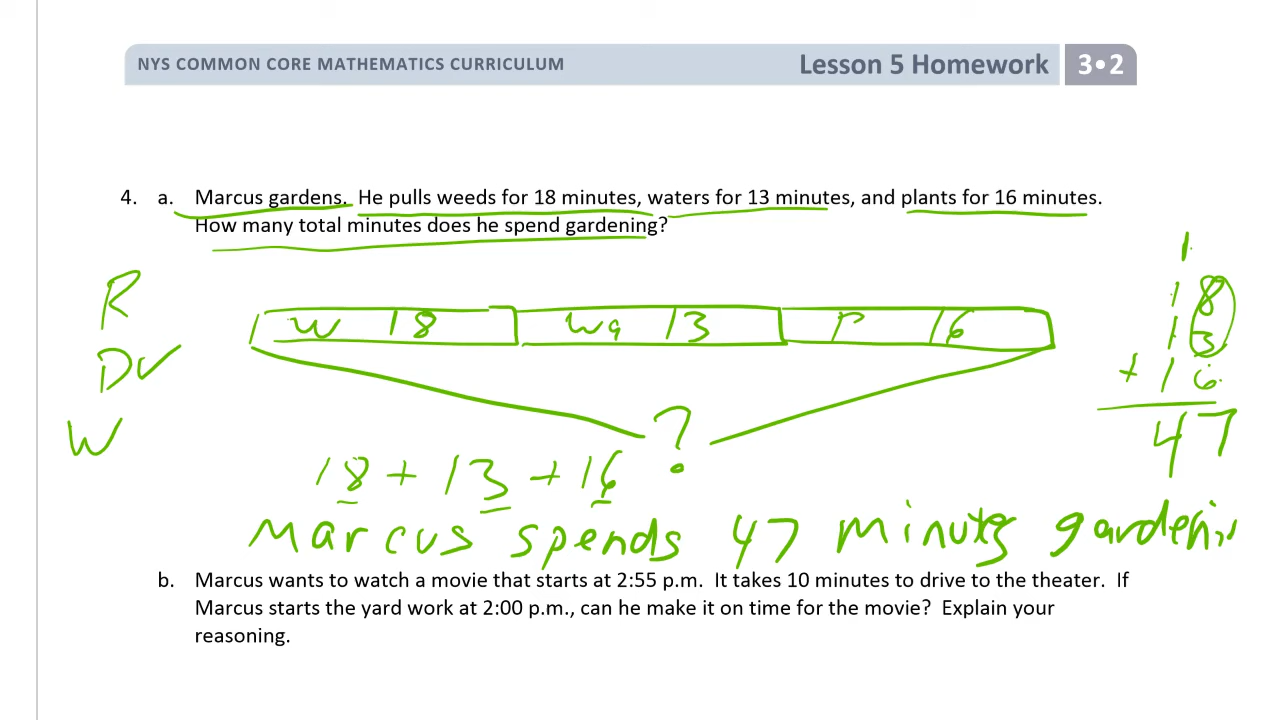 NYS COMMON CORE MATHEMATICS CURRICULUM Lesson 5 Homework 3•2
4. a. Marcus gardens. He pulls weeds for 18 minutes, waters for 13 minutes, and plants for 16 minutes.
How many total minutes does he spend gardening?
1
R
18
W 18 Wa 13 P 16
13
D✓
+ 16
W
?
47
18 + 13 + 16
Marcus spends 47 minutes gardenin
b. Marcus wants to watch a movie that starts at 2:55 p.m. It takes 10 minutes to drive to the theater. If
Marcus starts the yard work at 2:00 p.m., can he make it on time for the movie? Explain your
reasoning.